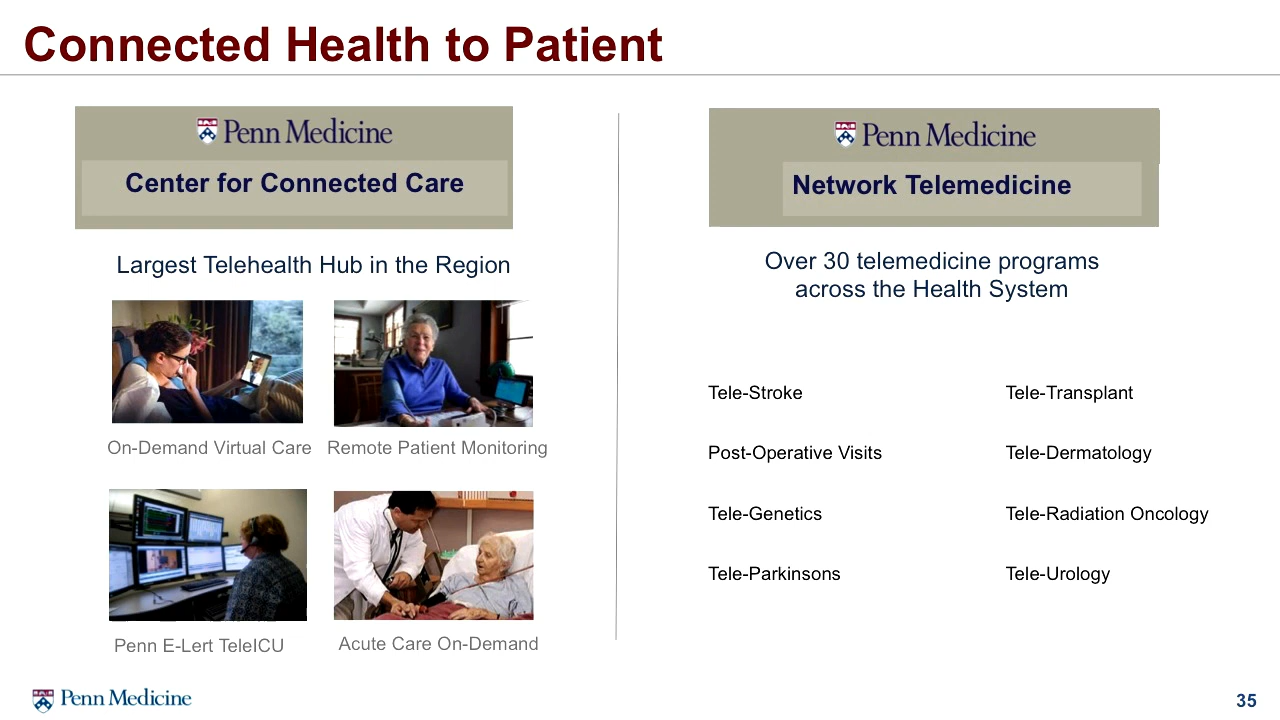 Connected Health to Patient
Penn Medicine
Center for Connected Care
Largest Telehealth Hub in the Region
On-Demand Virtual Care
Remote Patient Monitoring
Penn E-Lert TeleICU
Acute Care On-Demand
Penn Medicine
Network Telemedicine
Over 30 telemedicine programs
across the Health System
Tele-Stroke
Tele-Transplant
Post-Operative Visits
Tele-Dermatology
Tele-Genetics
Tele-Radiation Oncology
Tele-Parkinsons
Tele-Urology
Penn Medicine
35